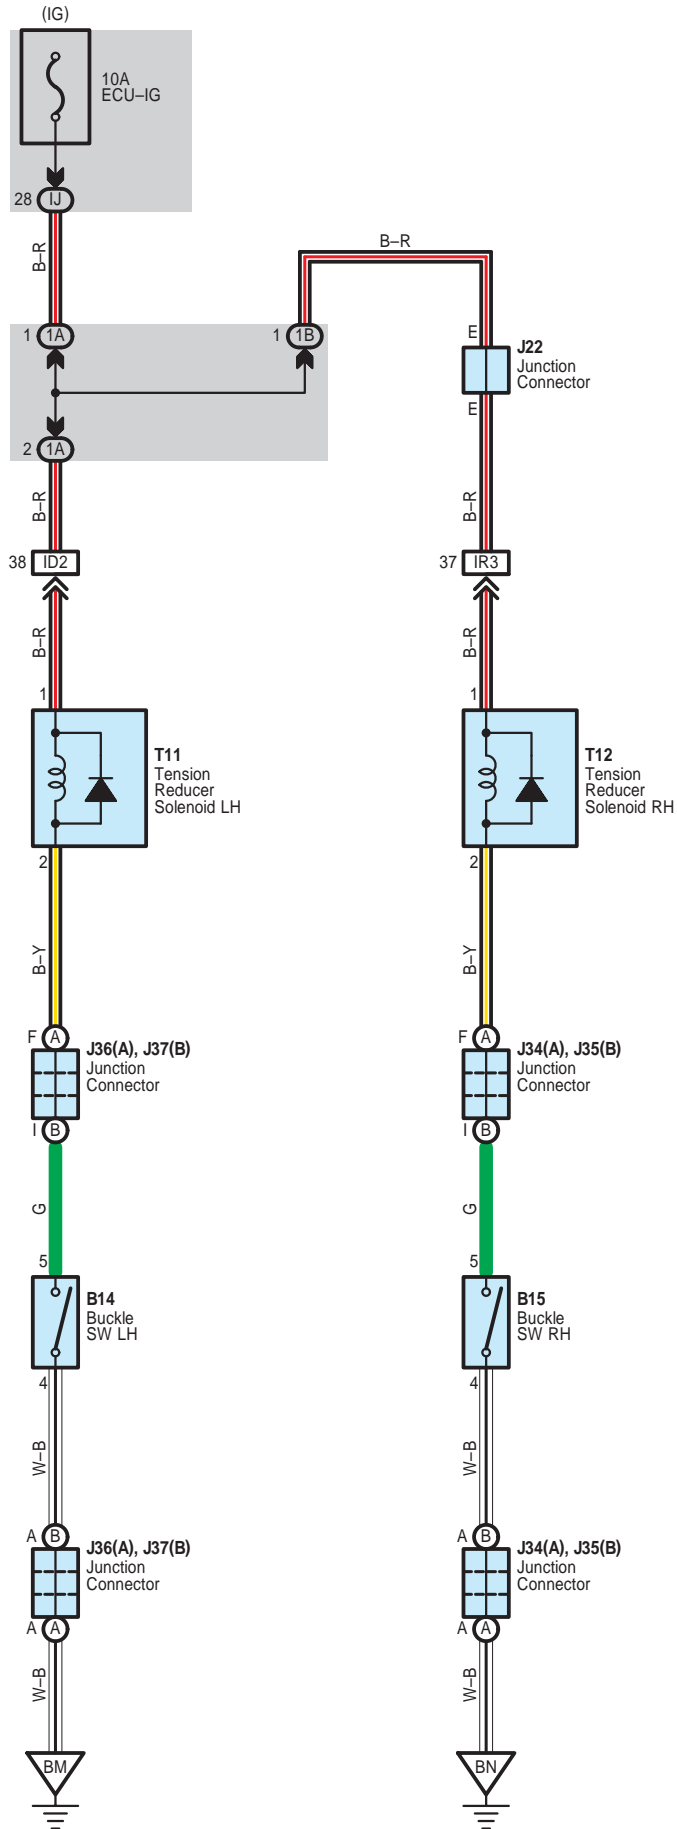 (IG)
10A
ECU–IG
28 IJ
B–R
B–R
1 1A
1 1B
E
J22
Junction
Connector
E
2 1A
B–R
B–R
38 ID2
37 IR3
B–R
B–R
1
1
T11
Tension
Reducer
Solenoid LH
T12
Tension
Reducer
Solenoid RH
2
2
B–Y
B–Y
F A
J36(A), J37(B)
Junction
Connector
I B
F A
J34(A), J35(B)
Junction
Connector
I B
G
G
5
5
B14
Buckle
SW LH
B15
Buckle
SW RH
4
4
W–B
W–B
A B
J36(A), J37(B)
Junction
Connector
A A
A B
J34(A), J35(B)
Junction
Connector
A A
W–B
W–B
BM
BN